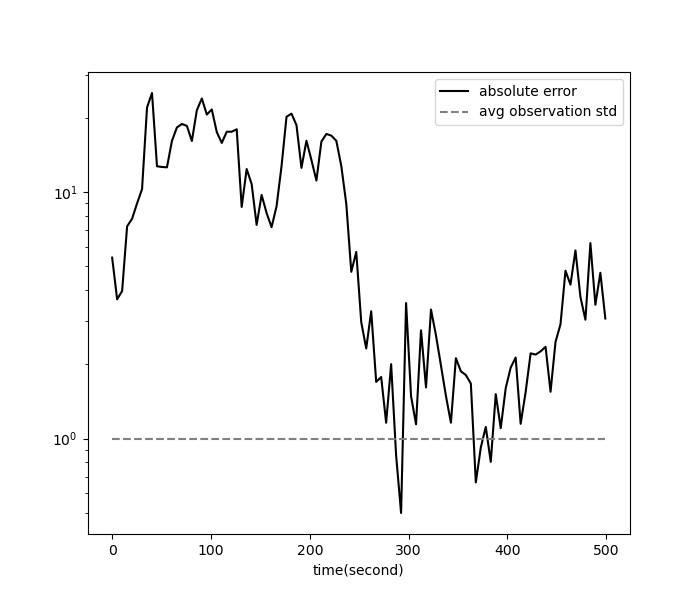 absolute error
avg observation std
10^1
10^0
0 100 200 300 400 500
time(second)